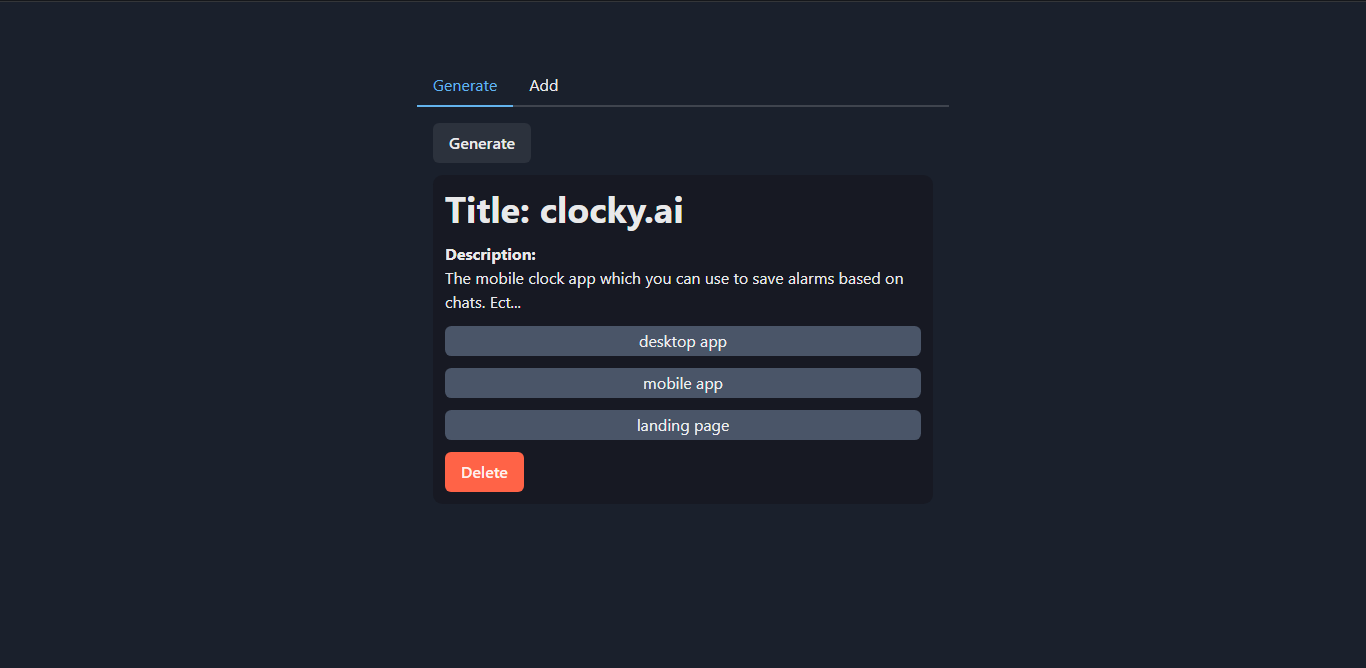 Generate Add
Generate
Title: clocky.ai
Description:
The mobile clock app which you can use to save alarms based on
chats. Ect...
desktop app
mobile app
landing page
Delete